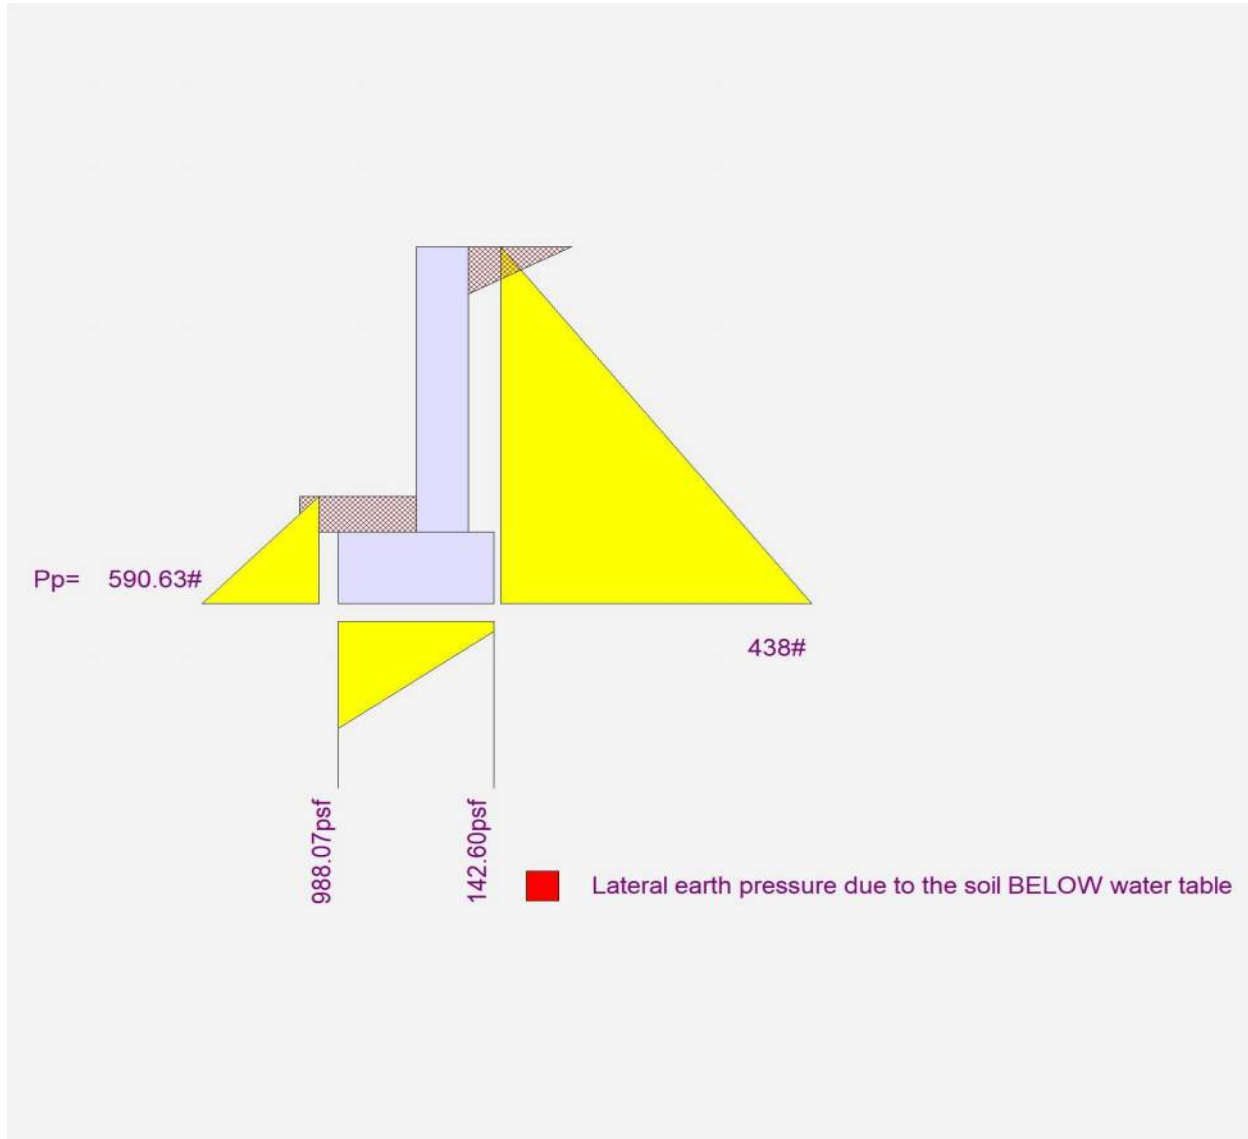 Pp= 590.63#
438#
988.07psf
142.60psf
Lateral earth pressure due to the soil BELOW water table